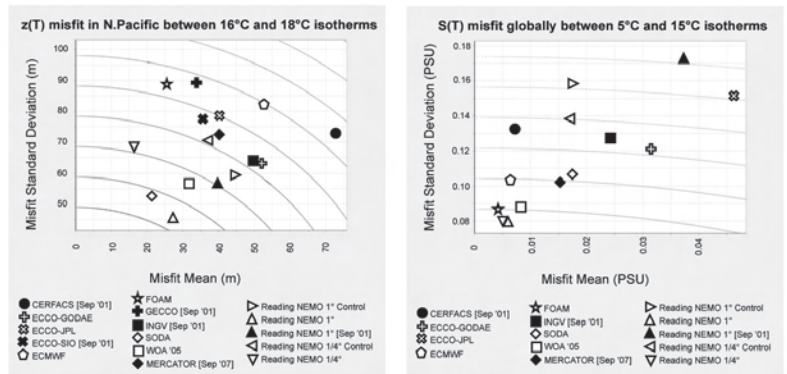 z(T) misfit in N.Pacific between 16°C and 18°C isotherms
Misfit Standard Deviation (m)
100
90
80
70
60
50
0
10
20
30
40
50
60
70
Misfit Mean (m)
CERFACS [Sep '01]
ECCO-GODAE
ECCO-JPL
ECCO-SIO [Sep '01]
ECMWF
FOAM
GECCO [Sep '01]
INGV [Sep '01]
SODA
WOA '05
MERCATOR [Sep '07]
Reading NEMO 1° Control
Reading NEMO 1°
Reading NEMO 1° [Sep '01]
Reading NEMO 1/4° Control
Reading NEMO 1/4°
S(T) misfit globally between 5°C and 15°C isotherms
Misfit Standard Deviation (PSU)
0.18
0.16
0.14
0.12
0.10
0.08
0
0.01
0.02
0.03
0.04
Misfit Mean (PSU)
CERFACS [Sep '01]
ECCO-GODAE
ECCO-JPL
ECMWF
FOAM
INGV [Sep '01]
SODA
WOA '05
MERCATOR [Sep '07]
Reading NEMO 1° Control
Reading NEMO 1°
Reading NEMO 1° [Sep '01]
Reading NEMO 1/4° Control
Reading NEMO 1/4°